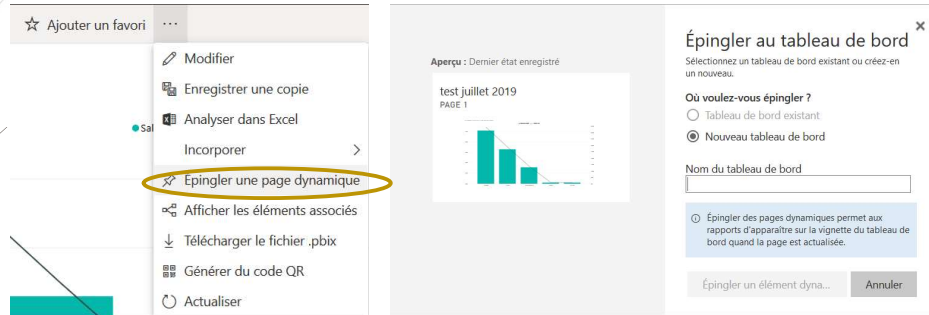 Ajouter un favori ...
Modifier
Enregistrer une copie
Analyser dans Excel
Incorporer
Épingler une page dynamique
Afficher les éléments associés
Télécharger le fichier .pbix
Générer du code QR
Actualiser
Sal
Aperçu : Dernier état enregistré
test juillet 2019
PAGE 1
Épingler au tableau de bord
Sélectionnez un tableau de bord existant ou créez-en
un nouveau.
Où voulez-vous épingler ?
Tableau de bord existant
Nouveau tableau de bord
Nom du tableau de bord
Épingler des pages dynamiques permet aux
rapports d'apparaître sur la vignette du tableau de
bord quand la page est actualisée.
Épingler un élément dyna...
Annuler